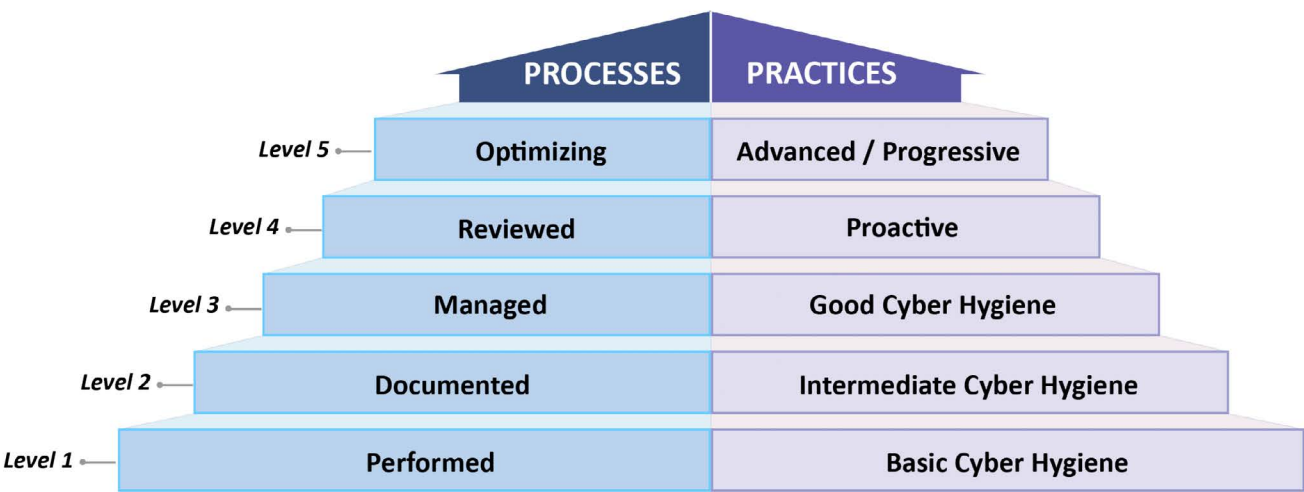 PROCESSES PRACTICES
Level 5 Optimizing Advanced / Progressive
Level 4 Reviewed Proactive
Level 3 Managed Good Cyber Hygiene
Level 2 Documented Intermediate Cyber Hygiene
Level 1 Performed Basic Cyber Hygiene